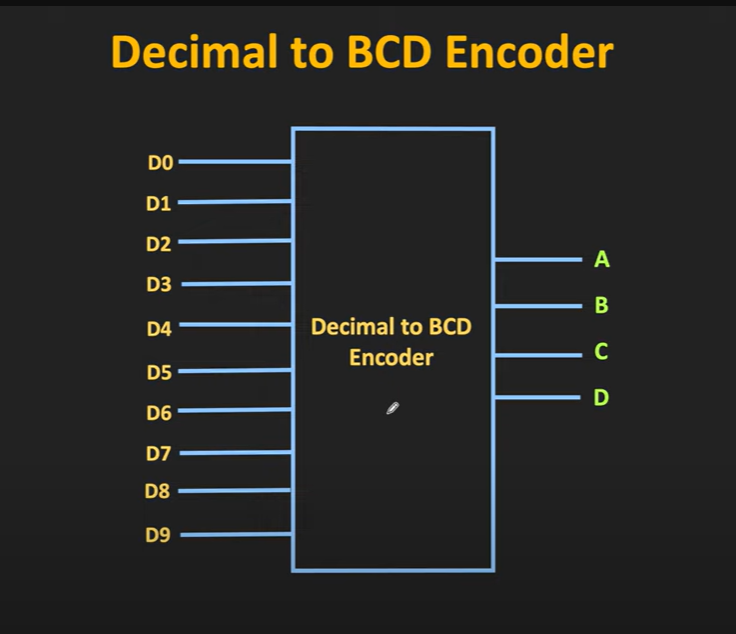 Decimal to BCD Encoder
D0
D1
D2
D3
D4
D5
D6
D7
D8
D9
Decimal to BCD
Encoder
A
B
C
D